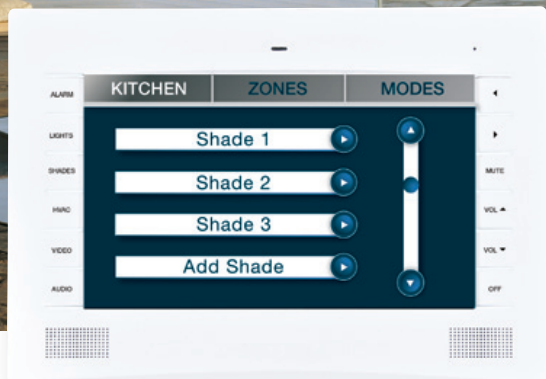 KITCHEN ZONES MODES
ALARM
LIGHTS
SHADES
HVAC
VIDEO
AUDIO
Shade 1
Shade 2
Shade 3
Add Shade
MUTE
VOL
VOL
OFF